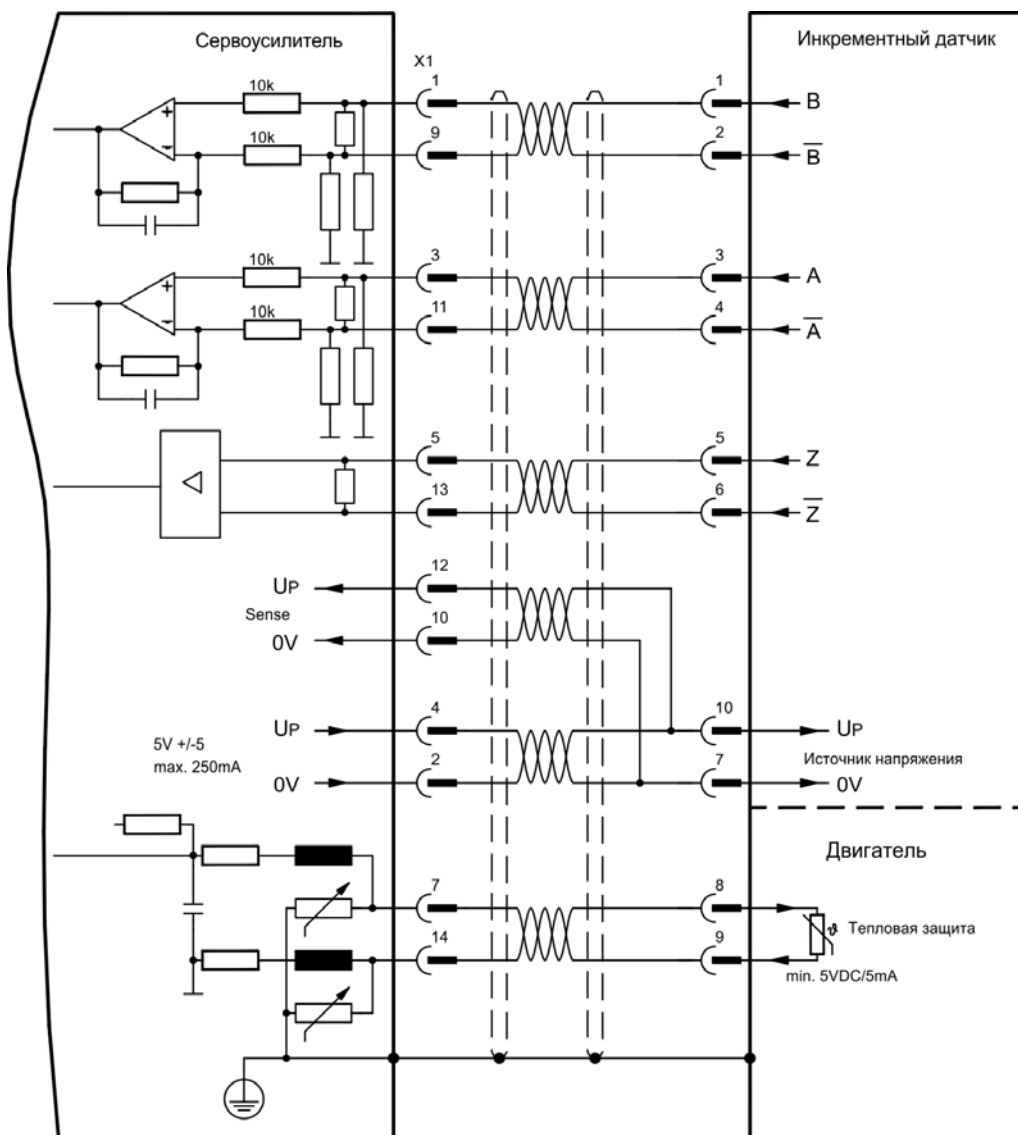 Сервоусилитель
Инкрементный датчик
X1
10k
1
1
B
10k
9
2
B̅
10k
3
3
A
10k
11
4
A̅
5
5
Z
13
6
Z̅
UP
12
Sense
0V
10
UP
4
10
UP
5V +/-5
max. 250mA
Источник напряжения
0V
2
7
0V
Двигатель
7
8
Тепловая защита
14
9
min. 5VDC/5mA
+
-
+
-
ϑ